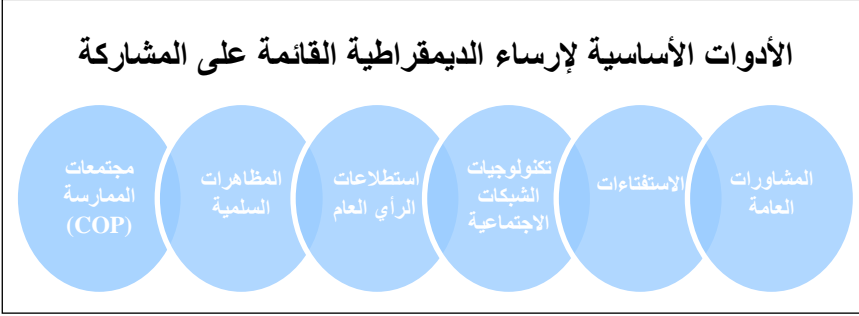 الأدوات الأساسية لإرساء الديمقراطية القائمة على المشاركة
المشاورات
العامة
الاستفتاءات
تكنولوجيات
الشبكات
الاجتماعية
استطلاعات
الرأي العام
المظاهرات
السلمية
مجتمعات
الممارسة
(COP)